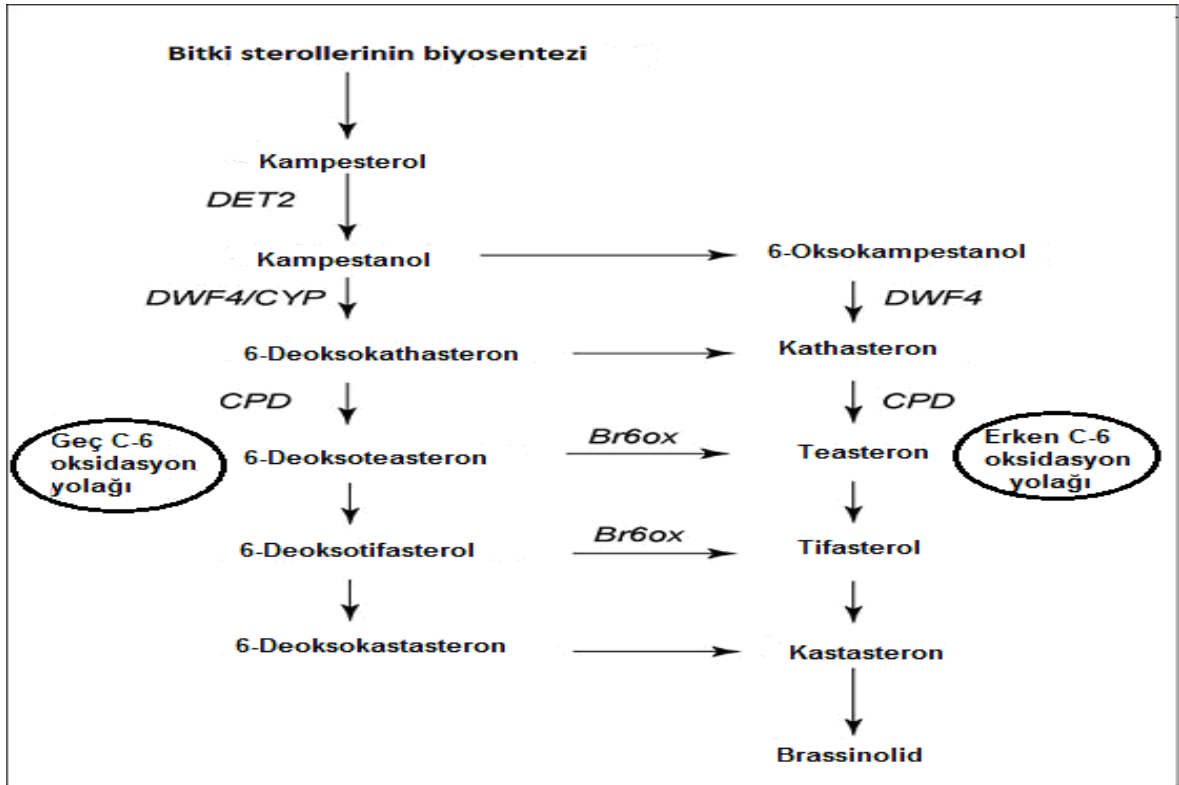 Bitki sterollerinin biyosentezi
Kampesterol
DET2
Kampestanol
6-Oksokampestanol
DWF4/CYP
DWF4
6-Deoksokathasteron
Kathasteron
CPD
CPD
Geç C-6
oksidasyon
yolağı
6-Deoksoteasteron
Br6ox
Teasteron
Erken C-6
oksidasyon
yolağı
6-Deoksotifasterol
Br6ox
Tifasterol
6-Deoksokastasteron
Kastasteron
Brassinolid